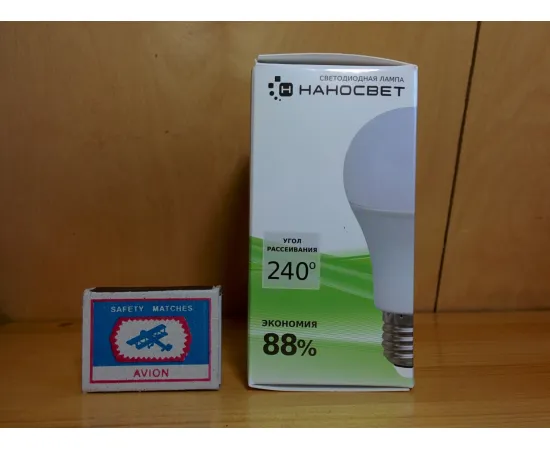 СВЕТОДИОДНАЯ ЛАМПА
Н НАНОСВЕТ
УГОЛ
РАССЕИВАНИЯ
240°
ЭКОНОМИЯ
88%
SAFETY MATCHES
AVION